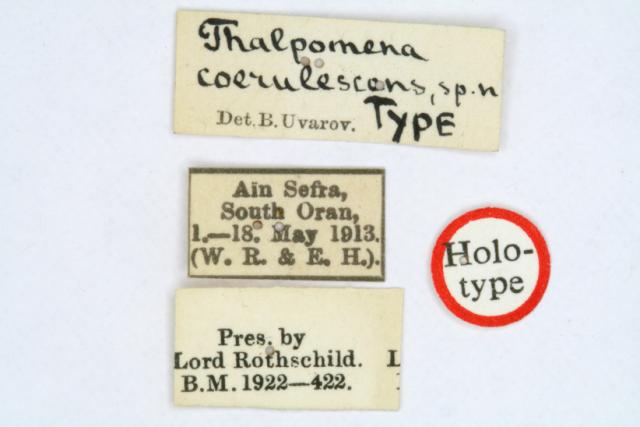 Thalpomena
coerulescens, sp.n
Det. B. Uvarov. TYPE
Aïn Sefra,
South Oran,
1.—18. May 1913.
(W. R. & E. H.).
Holo-
type
Pres. by
Lord Rothschild.
B.M. 1922—422.
L